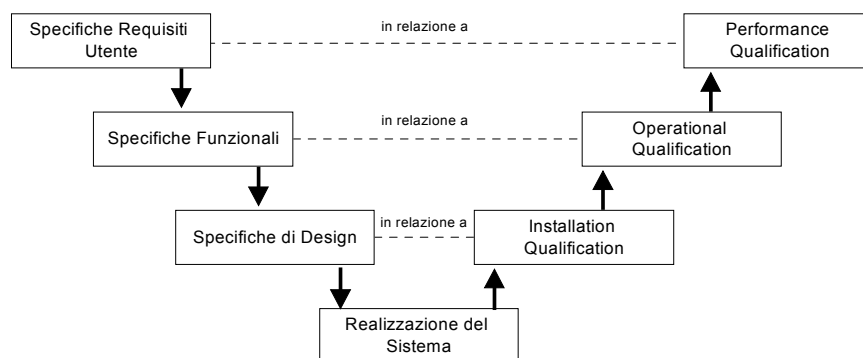 Specifiche Requisiti
Utente
in relazione a
Performance
Qualification
Specifiche Funzionali
in relazione a
Operational
Qualification
Specifiche di Design
in relazione a
Installation
Qualification
Realizzazione del
Sistema